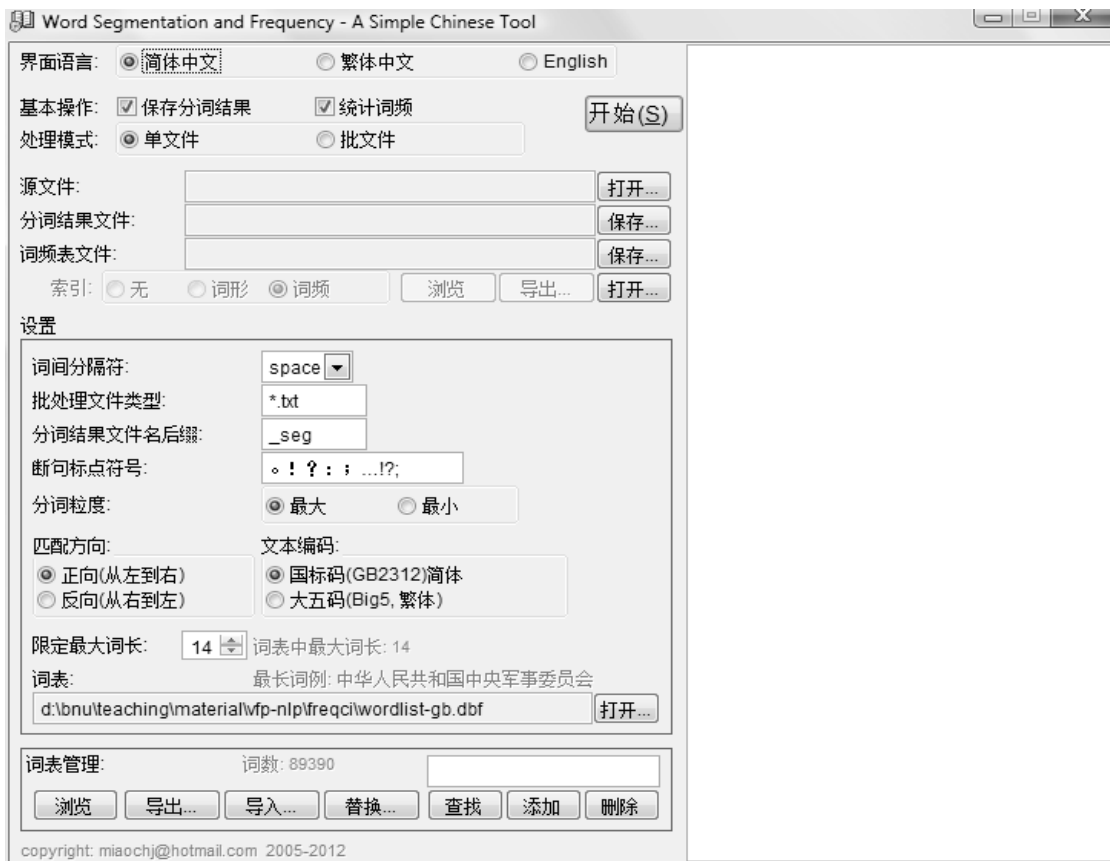 Word Segmentation and Frequency - A Simple Chinese Tool
界面语言: 简体中文 繁体中文 English
基本操作: 保存分词结果 统计词频 开始(S)
处理模式: 单文件 批文件
源文件: 打开...
分词结果文件: 保存...
词频表文件: 保存...
索引: 无 词形 词频 浏览 导出... 打开...
设置
词间分隔符: space
批处理文件类型: *.txt
分词结果文件名后缀: _seg
断句标点符号: 。！？：；...!?;
分词粒度: 最大 最小
匹配方向: 文本编码:
正向(从左到右) 国标码(GB2312)简体
反向(从右到左) 大五码(Big5, 繁体)
限定最大词长: 14 词表中最大词长: 14
词表: 最长词例: 中华人民共和国中央军事委员会
d:\bnu\teaching\material\vfp-nlp\freqci\wordlist-gb.dbf 打开...
词表管理: 词数: 89390
浏览 导出... 导入... 替换... 查找 添加 删除
copyright: miaochj@hotmail.com 2005-2012